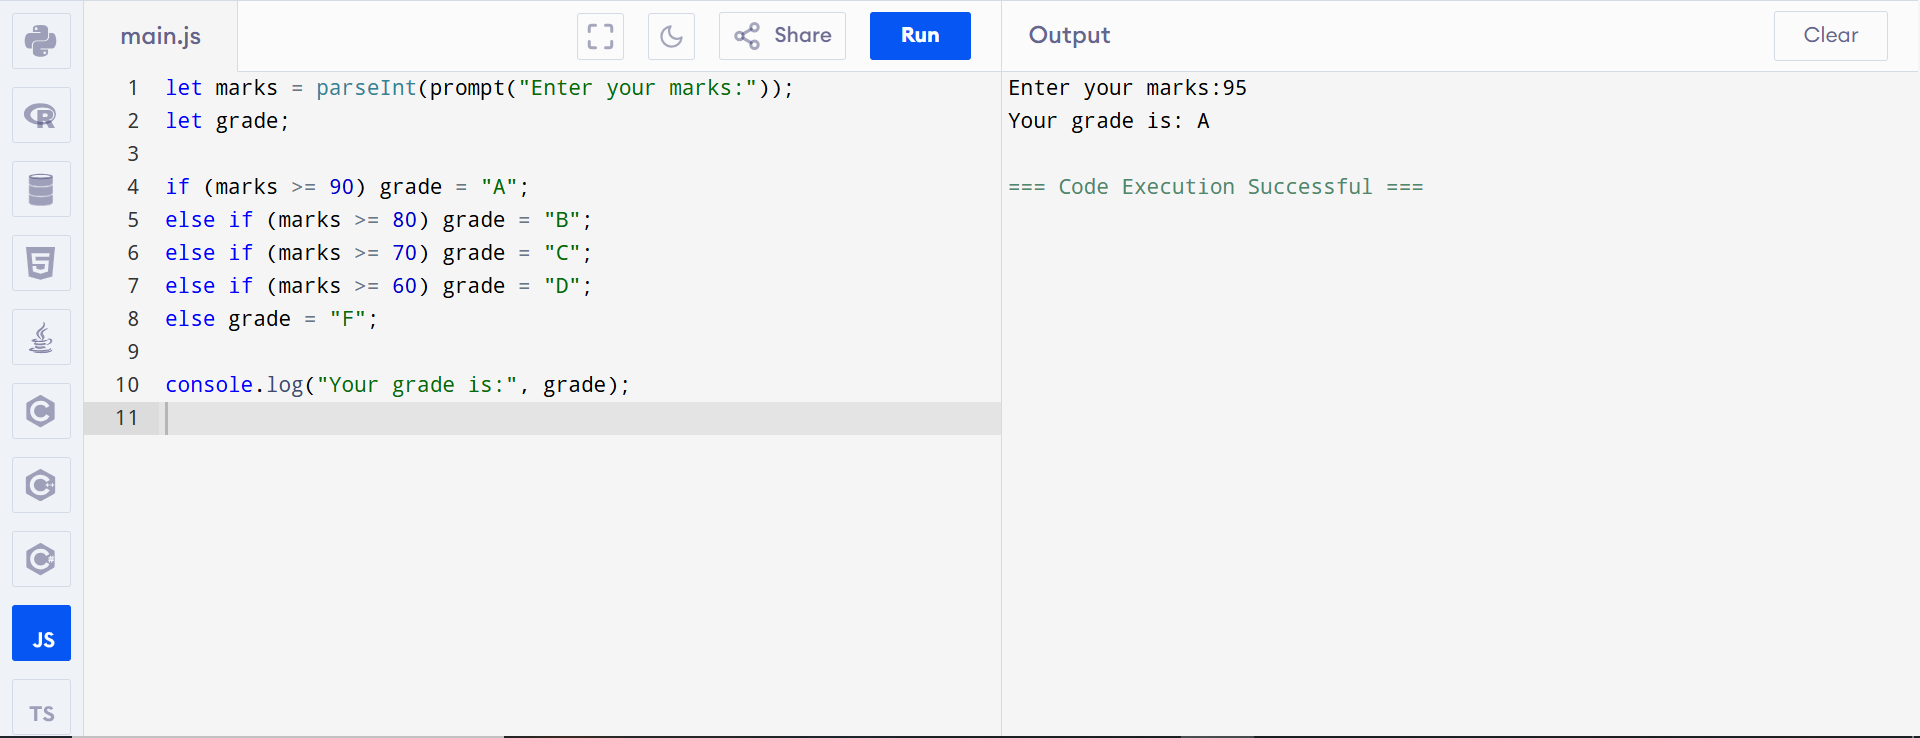 main.js
Share
Run
Output
Clear
1 let marks = parseInt(prompt("Enter your marks:"));
2 let grade;
3
4 if (marks >= 90) grade = "A";
5 else if (marks >= 80) grade = "B";
6 else if (marks >= 70) grade = "C";
7 else if (marks >= 60) grade = "D";
8 else grade = "F";
9
10 console.log("Your grade is:", grade);
11
Enter your marks:95
Your grade is: A
=== Code Execution Successful ===
R
5
C
C++
C#
JS
TS